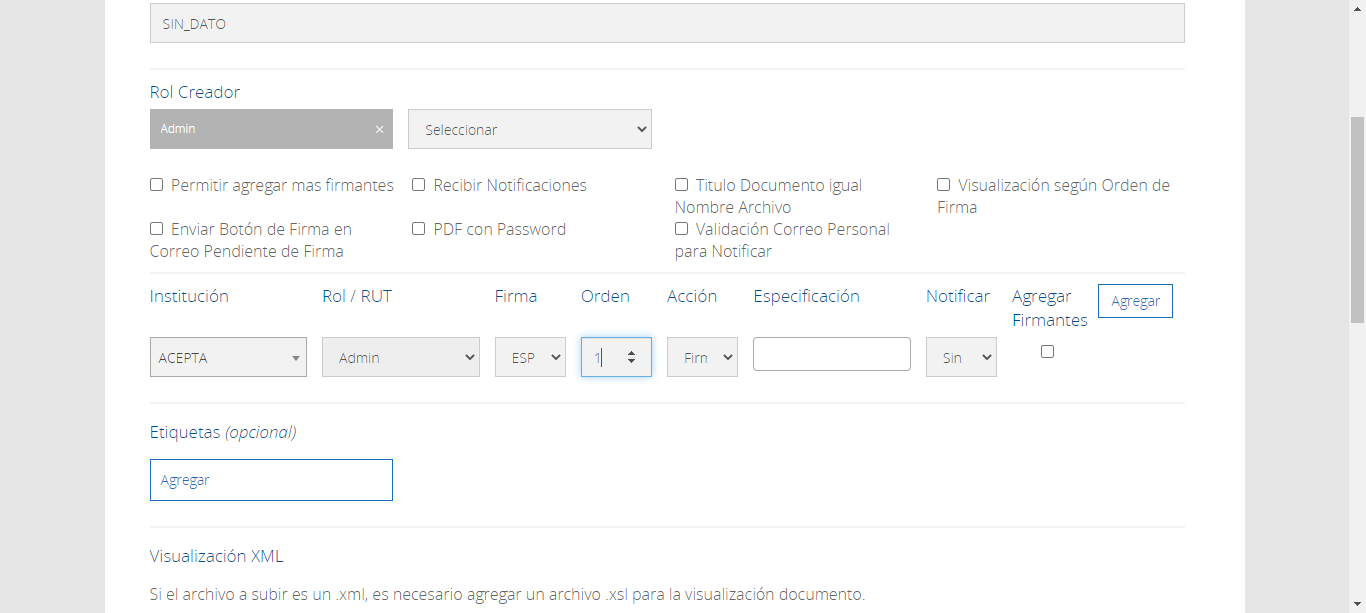 SIN_DATO
Rol Creador
Admin ×
Seleccionar
Permitir agregar mas firmantes
Recibir Notificaciones
Titulo Documento igual
Nombre Archivo
Visualización según Orden de
Firma
Enviar Botón de Firma en
Correo Pendiente de Firma
PDF con Password
Validación Correo Personal
para Notificar
Institución
Rol / RUT
Firma
Orden
Acción
Especificación
Notificar
Agregar
Firmantes
Agregar
ACEPTA
Admin
ESP
1
Firn
Sin
Etiquetas (opcional)
Agregar
Visualización XML
Si el archivo a subir es un .xml, es necesario agregar un archivo .xsl para la visualización documento.